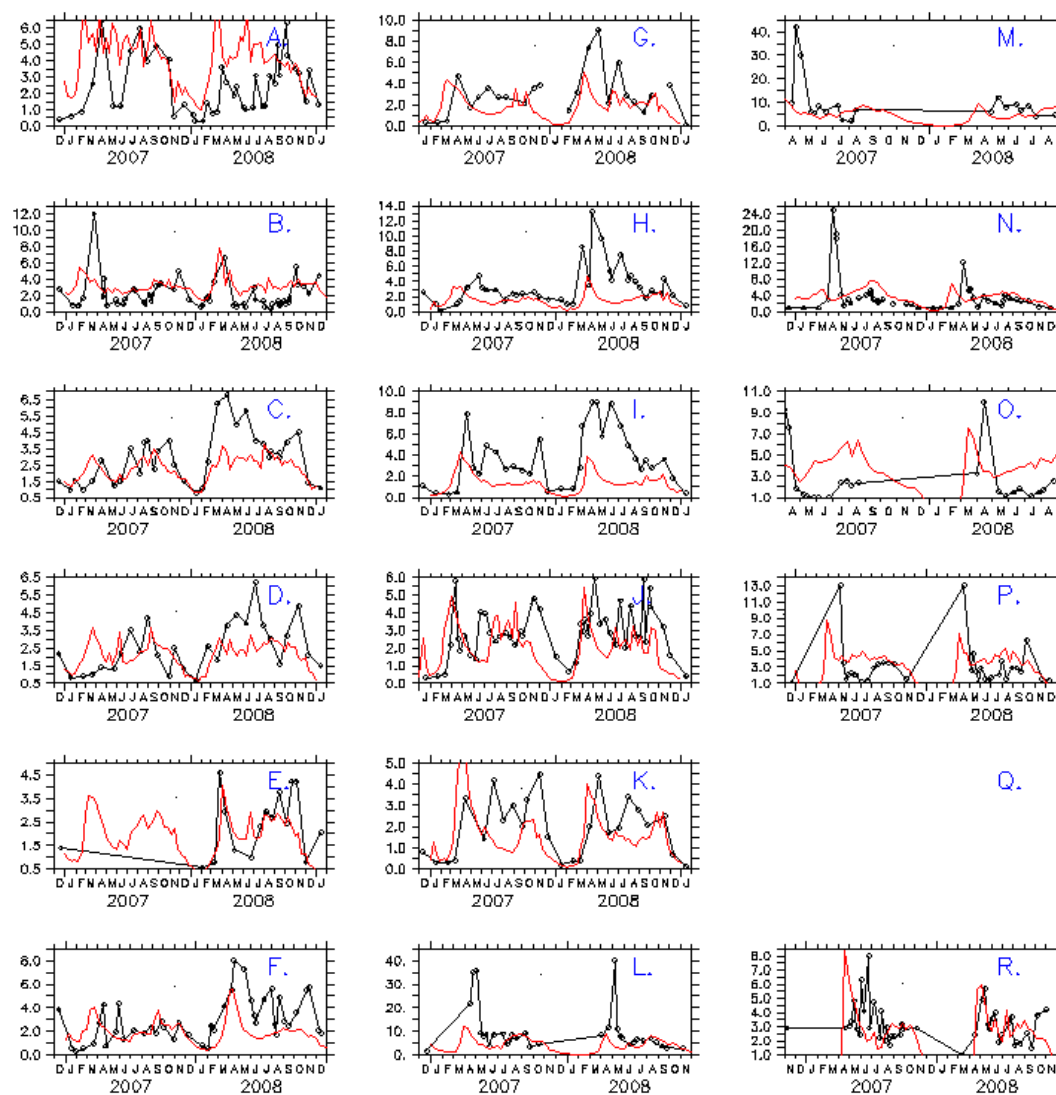 6.0 5.0 4.0 3.0 2.0 1.0 0.0
A.
D J F M A M J J A S O N D J F M A M J J A S O N D J
2007 2008
10.0 8.0 6.0 4.0 2.0 0.0
G.
D J F M A M J J A S O N D J F M A M J J A S O N D J
2007 2008
40. 30. 20. 10. 0.
M.
A M J J A S O N D J F M A M J J A
2007 2008
12.0 10.0 8.0 6.0 4.0 2.0 0.0
B.
D J F M A M J J A S O N D J F M A M J J A S O N D J
2007 2008
14.0 12.0 10.0 8.0 6.0 4.0 2.0 0.0
H.
D J F M A M J J A S O N D J F M A M J J A S O N D J
2007 2008
24.0 20.0 16.0 12.0 8.0 4.0 0.0
N.
D J F M A M J J A S O N D J F M A M J J A S O N D
2007 2008
6.5 5.5 4.5 3.5 2.5 1.5 0.5
C.
D J F M A M J J A S O N D J F M A M J J A S O N D J
2007 2008
10.0 8.0 6.0 4.0 2.0 0.0
I.
D J F M A M J J A S O N D J F M A M J J A S O N D J
2007 2008
11.0 9.0 7.0 5.0 3.0 1.0
O.
A M J J A S O N D J F M A M J J A S O N D
2007 2008
6.5 5.5 4.5 3.5 2.5 1.5 0.5
D.
D J F M A M J J A S O N D J F M A M J J A S O N D J
2007 2008
6.0 5.0 4.0 3.0 2.0 1.0 0.0
J.
D J F M A M J J A S O N D J F M A M J J A S O N D J
2007 2008
13.0 11.0 9.0 7.0 5.0 3.0 1.0
P.
D J F M A M J J A S O N D J F M A M J J A S O N D
2007 2008
4.5 3.5 2.5 1.5 0.5
E.
D J F M A M J J A S O N D J F M A M J J A S O N D J
2007 2008
5.0 4.0 3.0 2.0 1.0 0.0
K.
D J F M A M J J A S O N D J F M A M J J A S O N D J
2007 2008
Q.
8.0 6.0 4.0 2.0 0.0
F.
D J F M A M J J A S O N D J F M A M J J A S O N D J
2007 2008
40. 30. 20. 10. 0.
L.
D J F M A M J J A S O N D J F M A M J J A S O N D J
2007 2008
8.0 7.0 6.0 5.0 4.0 3.0 2.0 1.0
R.
N D J F M A M J J A S O N D J F M A M J J A S O N
2007 2008